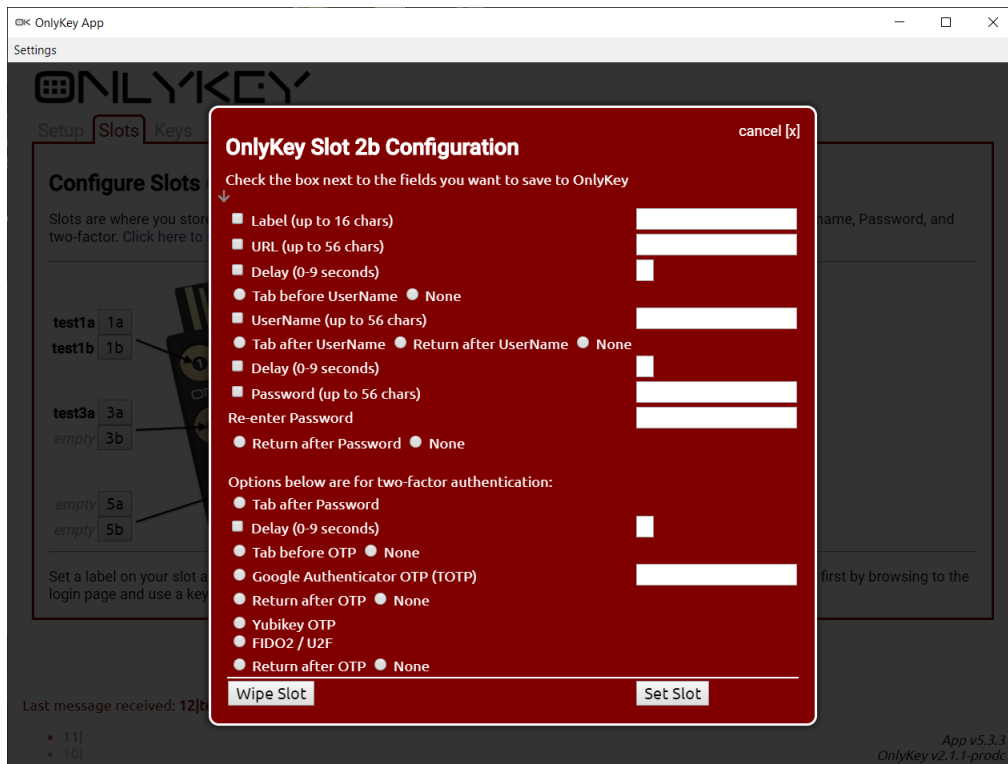 OnlyKey App
Settings
ONLYKEY
Setup Slots Keys
cancel [x]
OnlyKey Slot 2b Configuration
Check the box next to the fields you want to save to OnlyKey
Configure Slots
Slots are where you store name, Password, and
two-factor. Click here to
Label (up to 16 chars)
URL (up to 56 chars)
Delay (0-9 seconds)
Tab before UserName None
UserName (up to 56 chars)
Tab after UserName Return after UserName None
Delay (0-9 seconds)
Password (up to 56 chars)
Re-enter Password
Return after Password None
Options below are for two-factor authentication:
Tab after Password
Delay (0-9 seconds)
Tab before OTP None
Google Authenticator OTP (TOTP)
Return after OTP None
Yubikey OTP
FIDO2 / U2F
Return after OTP None
Wipe Slot Set Slot
test1a 1a
test1b 1b
1
test3a 3a
empty 3b
empty 5a
empty 5b
Set a label on your slot a first by browsing to the
login page and use a key
Last message received: 12|t
11|
10|
App v5.3.3
OnlyKey v2.1.1-prodc